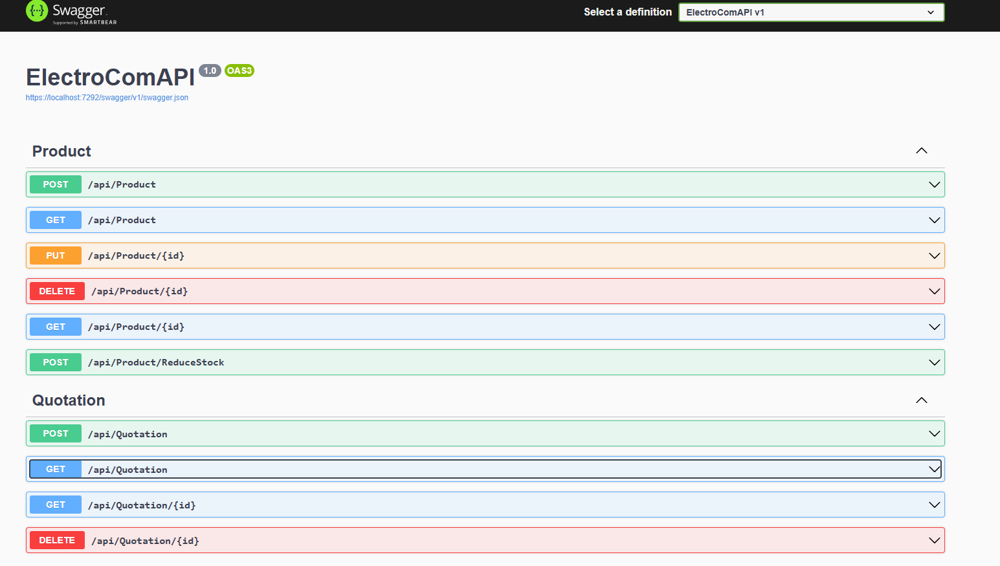 Swagger.
Supported by SMARTBEAR
Select a definition
ElectroComAPI v1
ElectroComAPI 1.0 OAS3
https://localhost:7292/swagger/v1/swagger.json
Product
POST /api/Product
GET /api/Product
PUT /api/Product/{id}
DELETE /api/Product/{id}
GET /api/Product/{id}
POST /api/Product/ReduceStock
Quotation
POST /api/Quotation
GET /api/Quotation
GET /api/Quotation/{id}
DELETE /api/Quotation/{id}